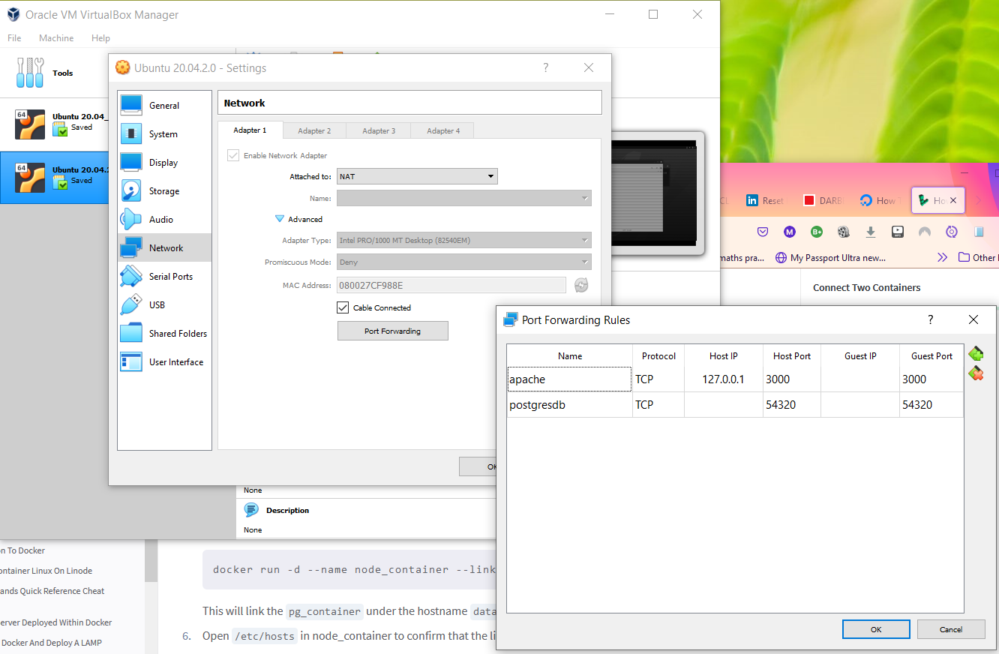 Oracle VM VirtualBox Manager
File Machine Help
Tools
64
Ubuntu 20.04_
Saved
64
Ubuntu 20.04.
Saved
Ubuntu 20.04.2.0 - Settings
?
General
System
Display
Storage
Audio
Network
Serial Ports
USB
Shared Folders
User Interface
Network
Adapter 1 Adapter 2 Adapter 3 Adapter 4
Enable Network Adapter
Attached to: NAT
Name:
Advanced
Adapter Type: Intel PRO/1000 MT Desktop (82540EM)
Promiscuous Mode: Deny
MAC Address: 080027CF988E
Cable Connected
Port Forwarding
OK
None
Description
None
in Reset
DARB
How
Ho
M
B+
maths pra...
My Passport Ultra new...
Other
Connect Two Containers
Port Forwarding Rules
?
Name Protocol Host IP Host Port Guest IP Guest Port
apache TCP 127.0.0.1 3000 3000
postgresdb TCP 54320 54320
OK Cancel
n To Docker
ontainer Linux On Linode
ands Quick Reference Cheat
erver Deployed Within Docker
Docker And Deploy A LAMP
docker run -d --name node_container --link
This will link the pg_container under the hostname data
6. Open /etc/hosts in node_container to confirm that the li